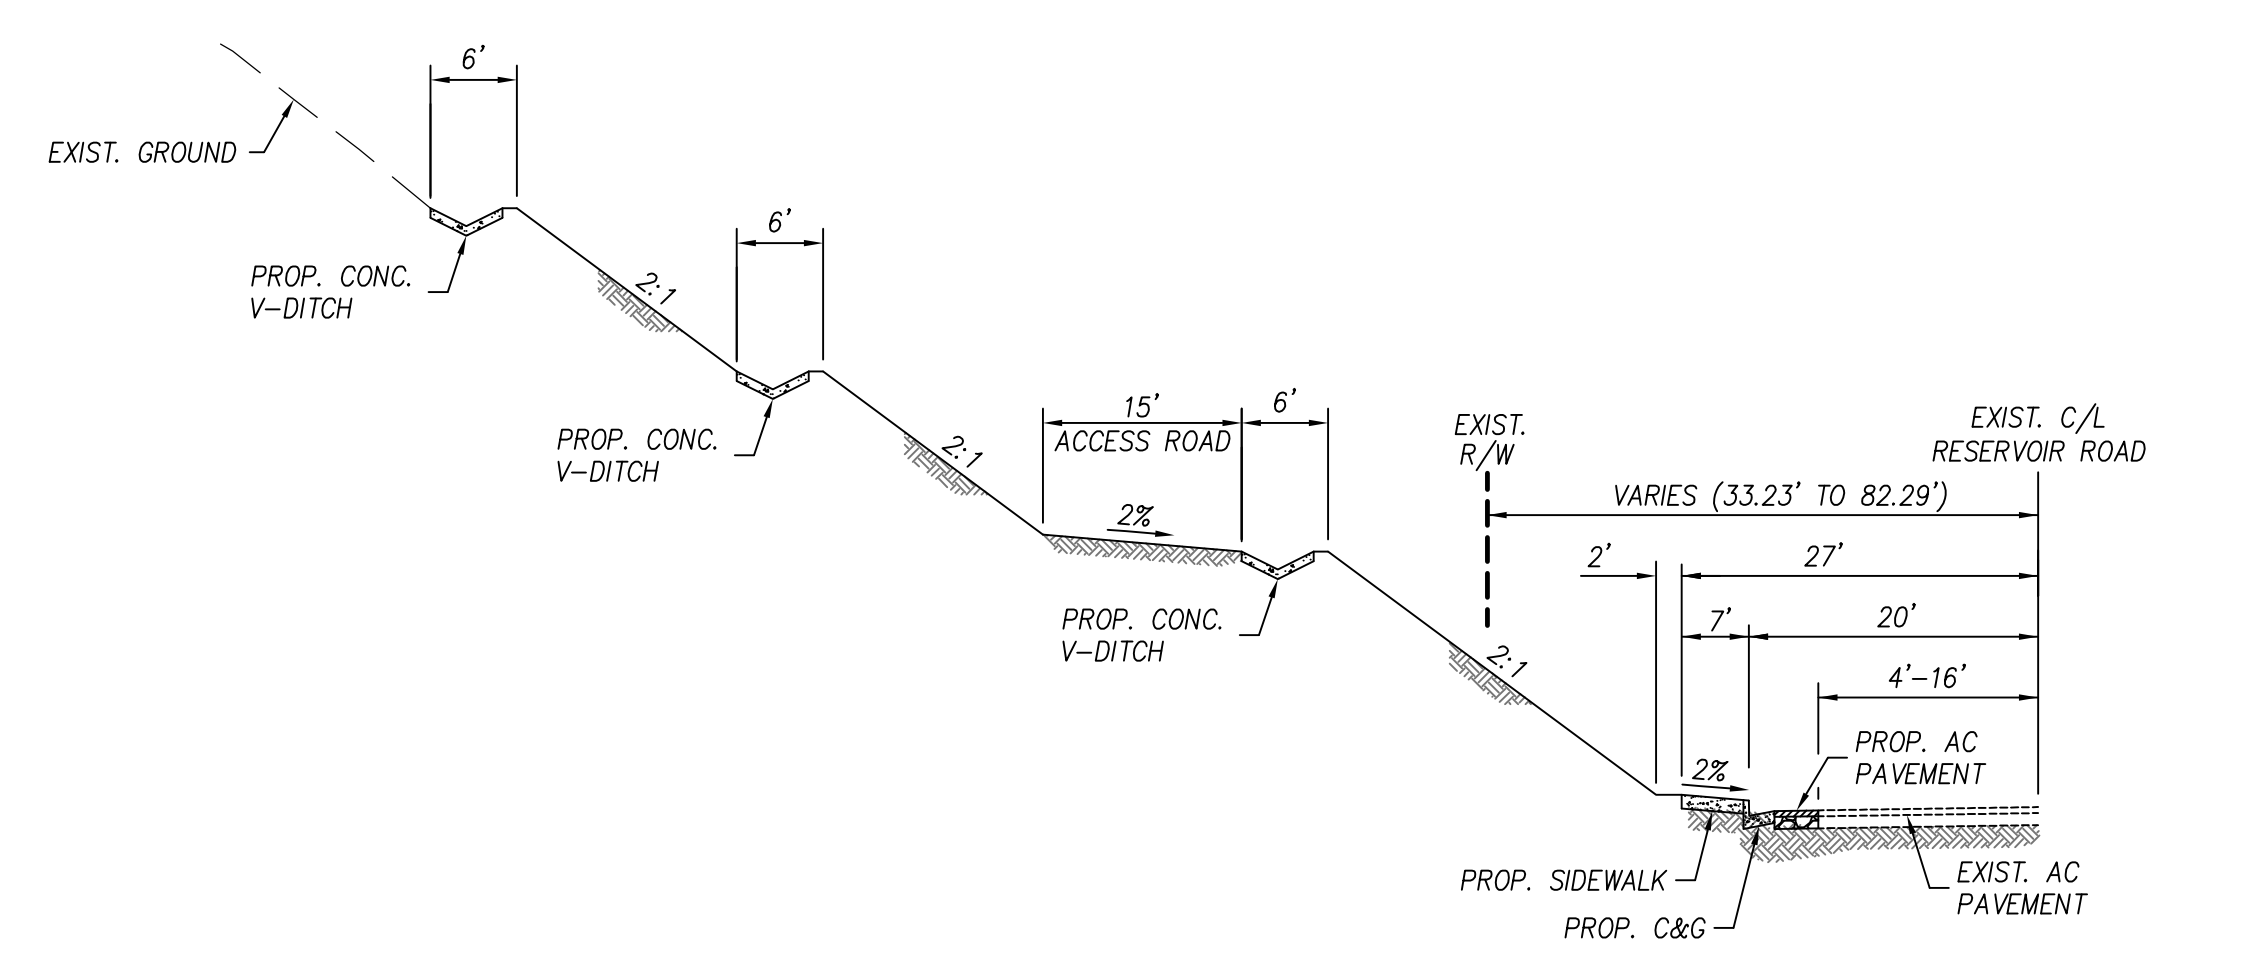 6'
EXIST. GROUND
6'
PROP. CONC.
V-DITCH
2:1
15'
ACCESS ROAD
6'
EXIST.
R/W
EXIST. C/L
RESERVOIR ROAD
PROP. CONC.
V-DITCH
2:1
VARIES (33.23' TO 82.29')
2%
2'
27'
PROP. CONC.
V-DITCH
7'
20'
2:1
4'-16'
PROP. AC
PAVEMENT
2%
PROP. SIDEWALK
EXIST. AC
PAVEMENT
PROP. C&G